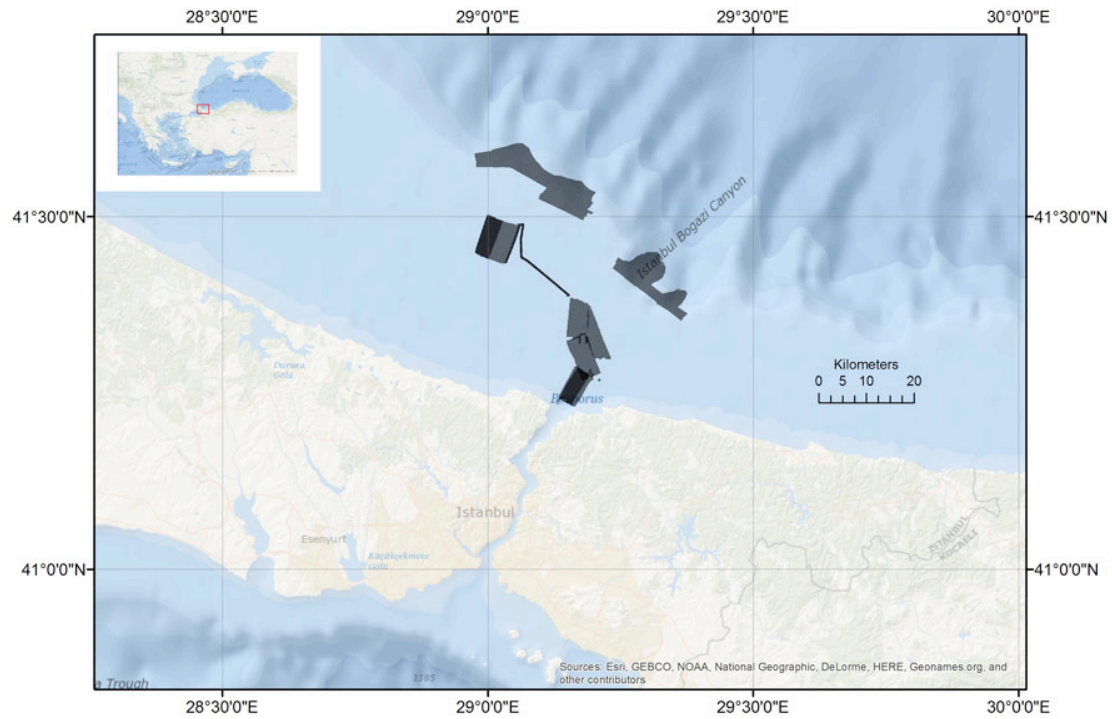 28°30'0"E
29°0'0"E
29°30'0"E
30°0'0"E
41°30'0"N
41°30'0"N
Istanbul Bogazi Canyon
Durusu
Gölü
Kilometers
0 5 10 20
Istanbul
Esenyurt
Küçükçekmece
Gölü
ISTANBUL
KOCAELI
41°0'0"N
41°0'0"N
Sources: Esri, GEBCO, NOAA, National Geographic, DeLorme, HERE, Geonames.org, and
other contributors
a Trough
1385
28°30'0"E
29°0'0"E
29°30'0"E
30°0'0"E